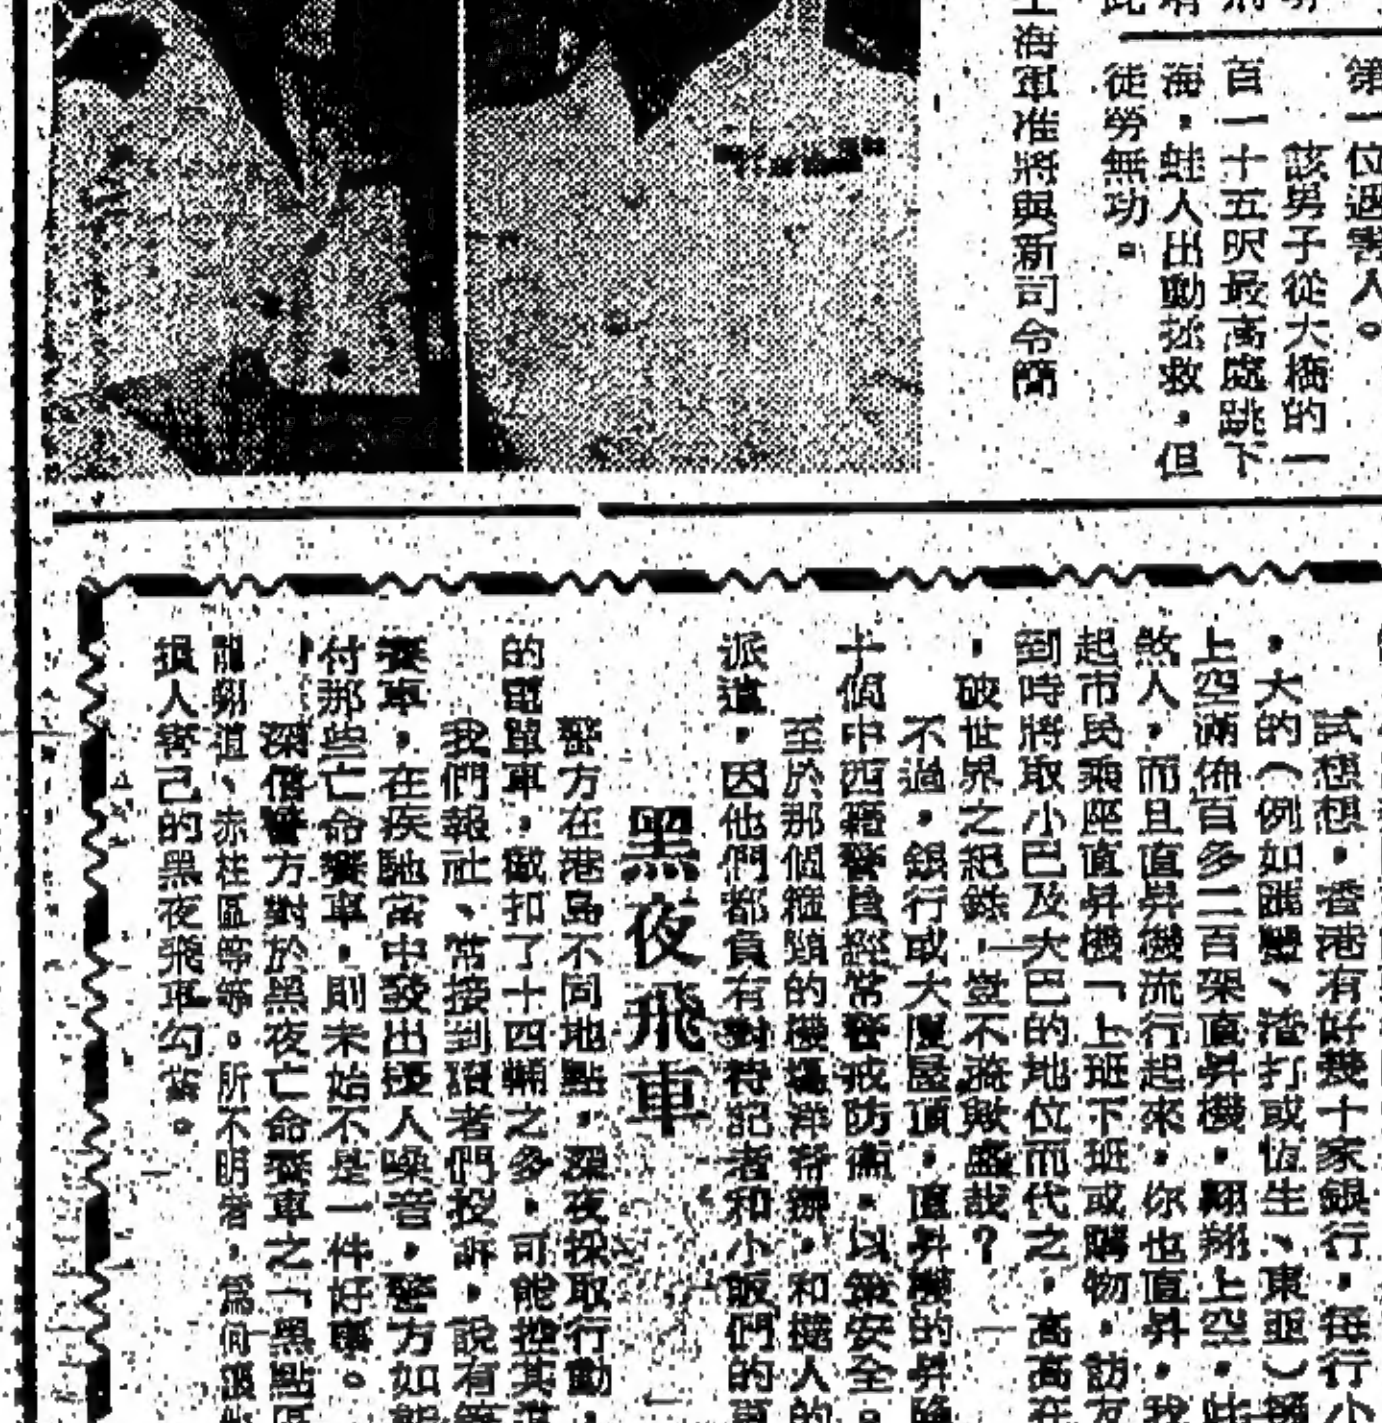 第一位遇害人。
該男子從大橋的一
百一十五呎最高處跳下
海,蛙人出動拯救,但
徒勞無功。
海軍准將與新司令簡
試想想,香港有好幾十家銀行,每行小
,大的(例如匯豐、渣打或恆生、東亞)
上空滿佈百多二百架直昇機,翱翔上空,
煞人,而且直昇機流行起來,你也直昇,我
起市民乘座直昇機「上班下班或購物,訪友
到時將取小巴及大巴的地位而代之,高高在
,破世界之紀錄,豈不猗歟盛哉?
不過,銀行或大廈屋頂,直昇機的昇降
十個中西籍警員經常警戒防衛,以策安全。
至於那個 的機場洋 ,和 人的
派遣,因他們都負有對待記者和小販們的
黑夜飛車
警方在港島不同地點,深夜採取行動,
的電單車,截扣了十四輛之多,可能控其
我們報社、常接到讀者們投訴,說有等
賽車,在疾馳當中發出擾人噪音,警方如能
付那些亡命賽車,則未始不是一件好事。
深信警方對於黑夜亡命賽車之「黑點區
翔道、赤柱區等等。所不明者,為何
損人害己的黑夜飛車勾當。